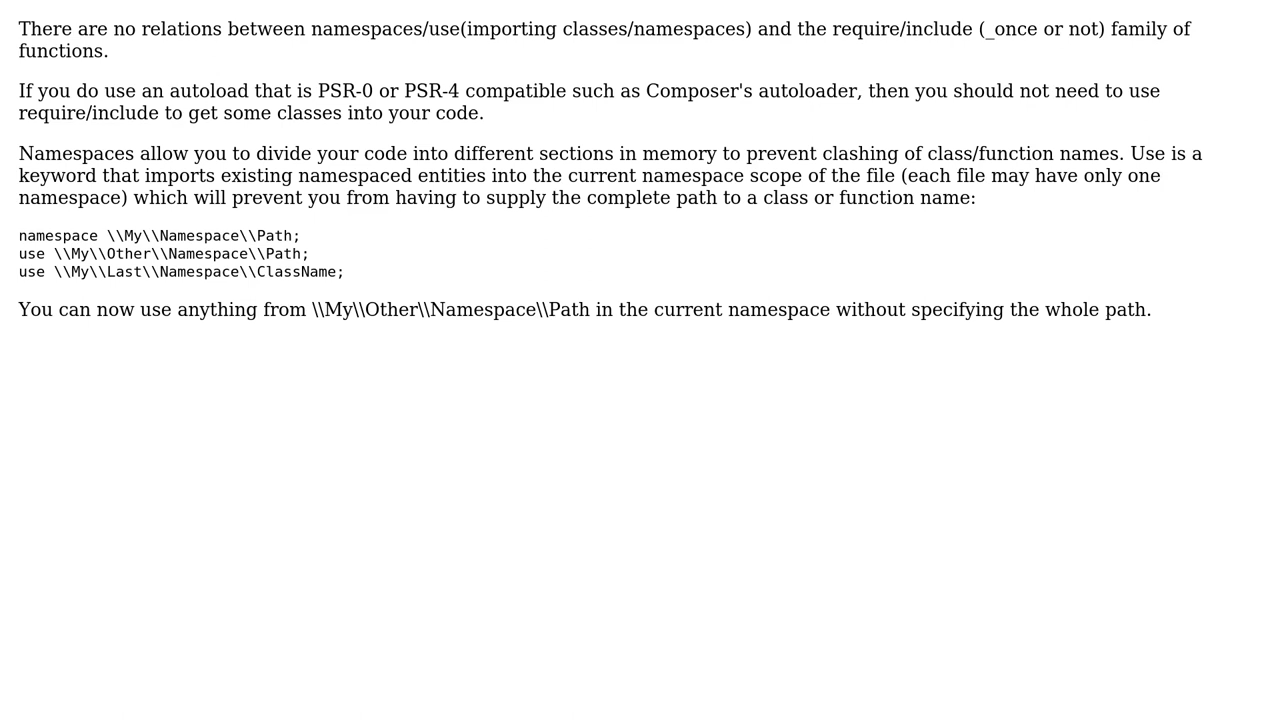 There are no relations between namespaces/use(importing classes/namespaces) and the require/include (_once or not) family of
functions.
If you do use an autoload that is PSR-0 or PSR-4 compatible such as Composer's autoloader, then you should not need to use
require/include to get some classes into your code.
Namespaces allow you to divide your code into different sections in memory to prevent clashing of class/function names. Use is a
keyword that imports existing namespaced entities into the current namespace scope of the file (each file may have only one
namespace) which will prevent you from having to supply the complete path to a class or function name:
namespace \\My\\Namespace\\Path;
use \\My\\Other\\Namespace\\Path;
use \\My\\Last\\Namespace\\ClassName;
You can now use anything from \\My\\Other\\Namespace\\Path in the current namespace without specifying the whole path.